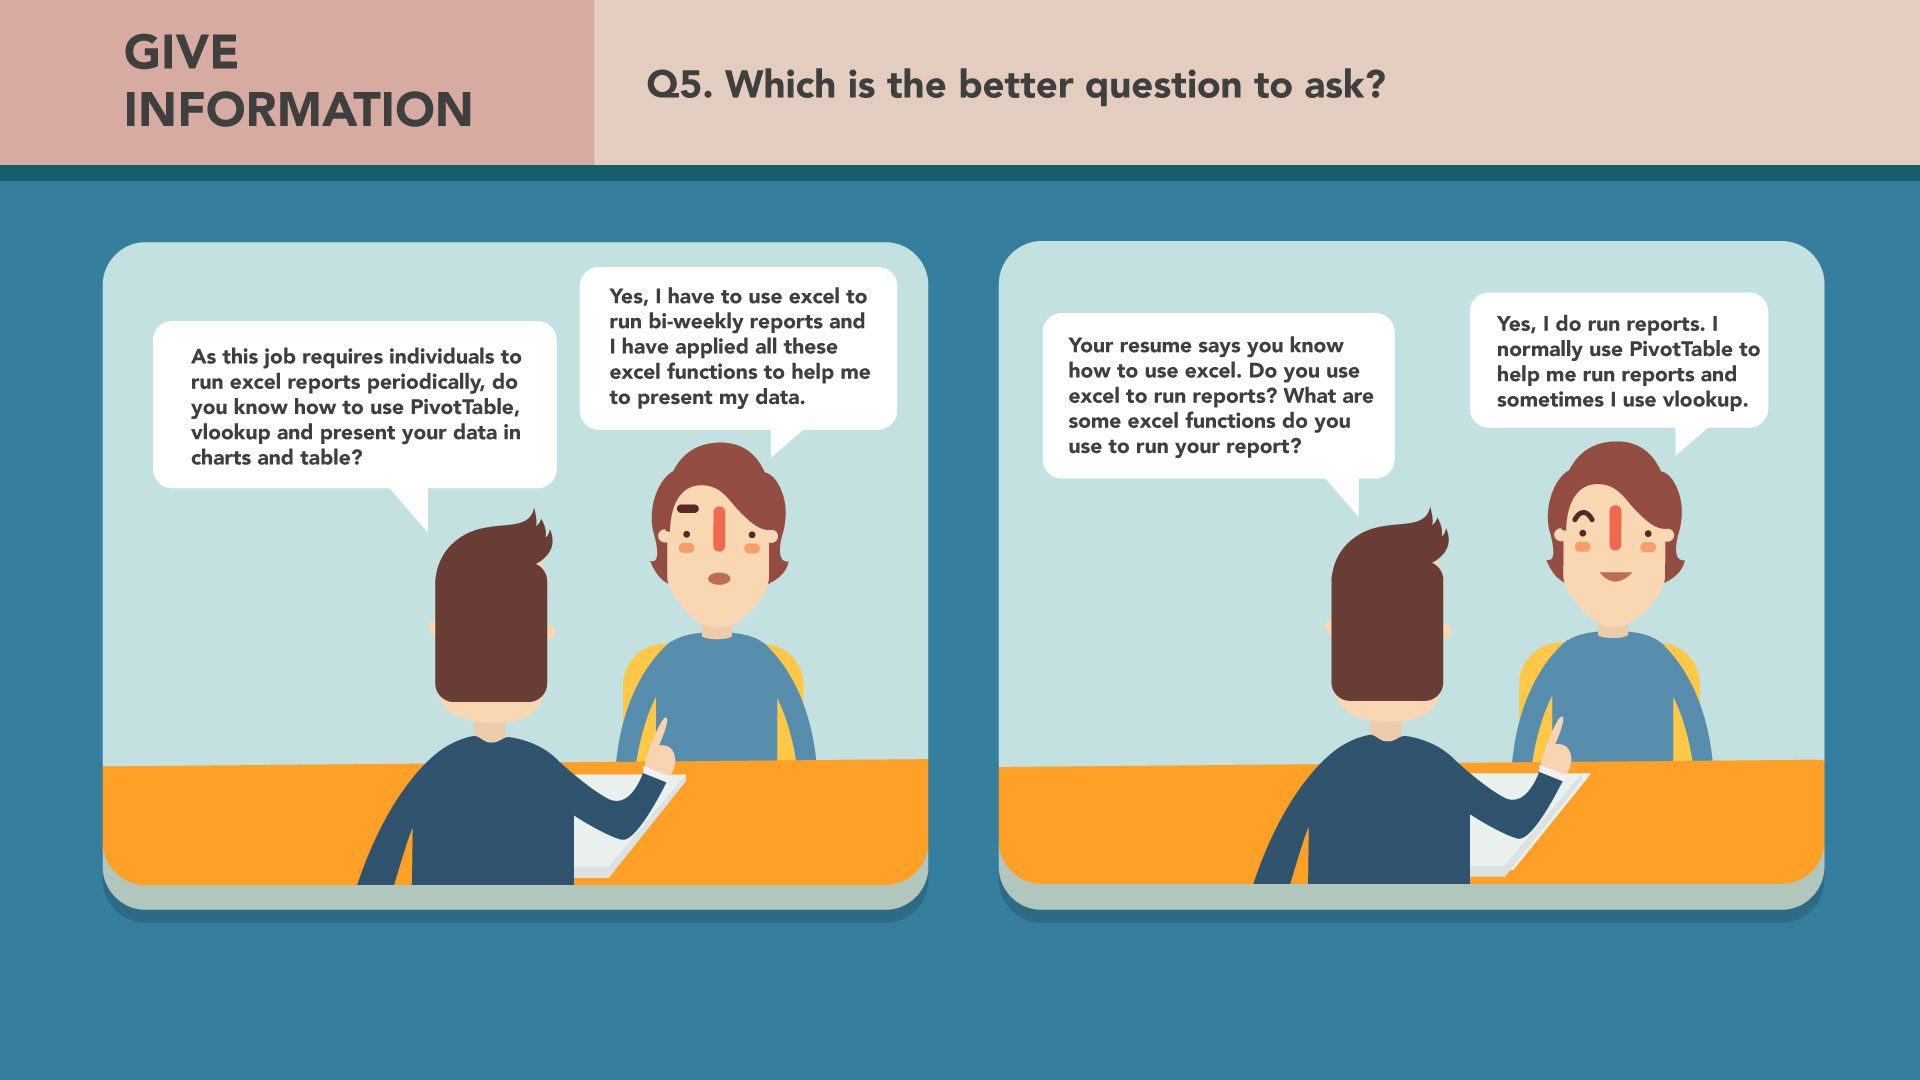 GIVE
INFORMATION
Q5. Which is the better question to ask?
As this job requires individuals to
run excel reports periodically, do
you know how to use PivotTable,
vlookup and present your data in
charts and table?
Yes, I have to use excel to
run bi-weekly reports and
I have applied all these
excel functions to help me
to present my data.
Your resume says you know
how to use excel. Do you use
excel to run reports? What are
some excel functions do you
use to run your report?
Yes, I do run reports. I
normally use PivotTable to
help me run reports and
sometimes I use vlookup.